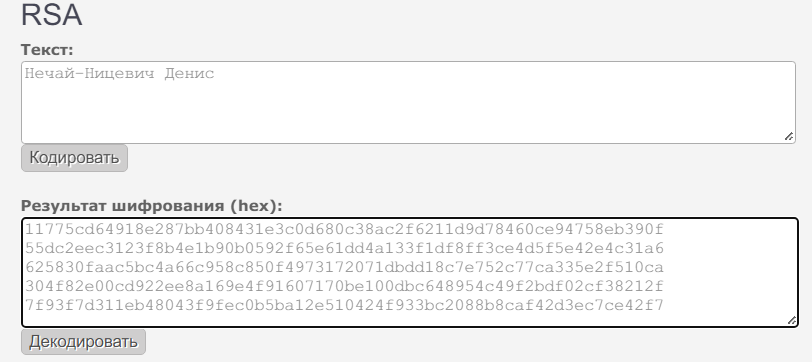 RSA
Текст:
Нечай-Ницевич Денис
Кодировать
Результат шифрования (hex):
11775cd64918e287bb408431e3c0d680c38ac2f6211d9d78460ce94758eb390f
55dc2eec3123f8b4e1b90b0592f65e61dd4a133f1df8ff3ce4d5f5e42e4c31a6
625830faac5bc4a66c958c850f4973172071dbdd18c7e752c77ca335e2f510ca
304f82e00cd922ee8a169e4f91607170be100dbc648954c49f2bdf02cf38212f
7f93f7d311eb48043f9fec0b5ba12e510424f933bc2088b8caf42d3ec7ce42f7
Декодировать